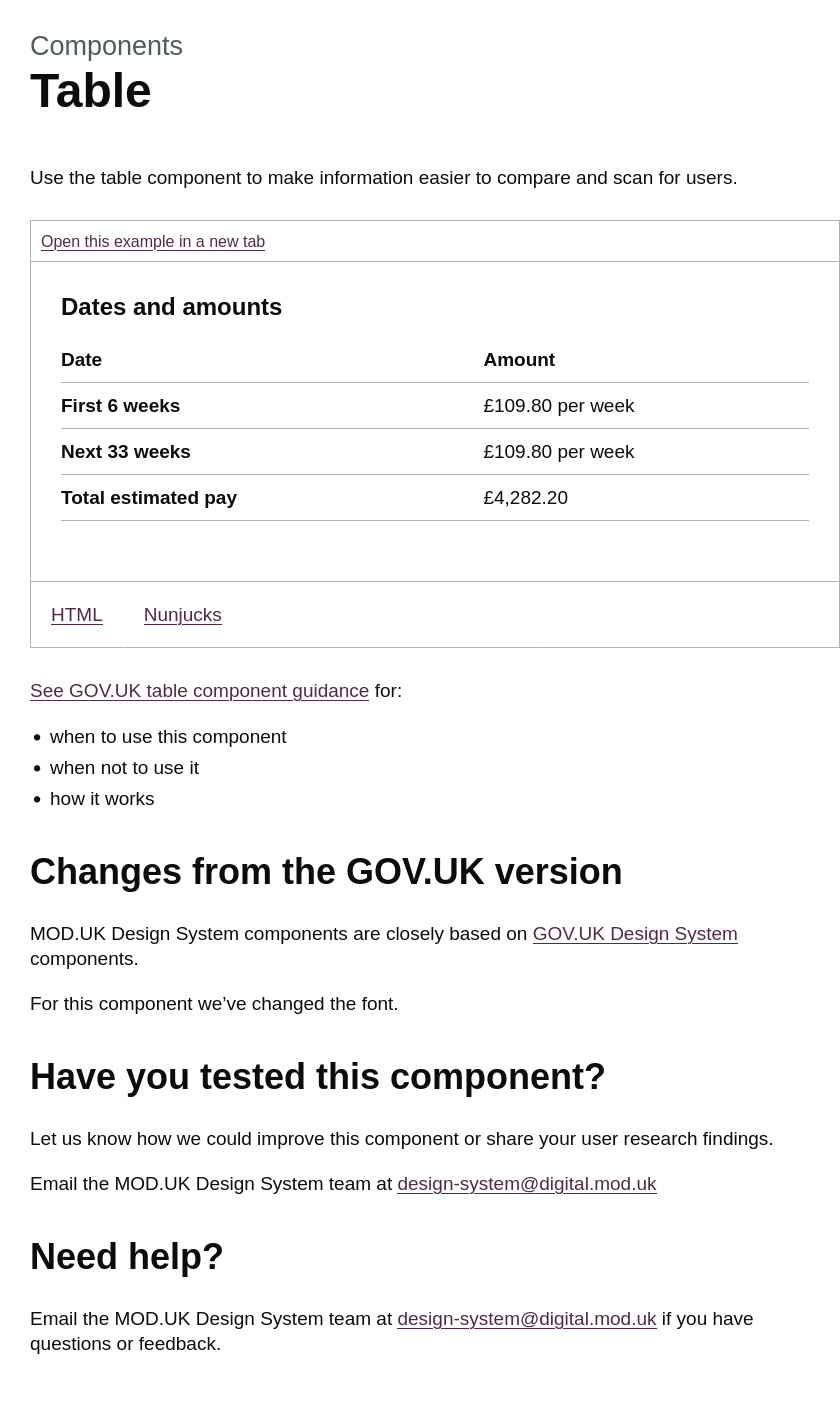 Components
Table
Use the table component to make information easier to compare and scan for users.
Open this example in a new tab
Dates and amounts
Date Amount
First 6 weeks £109.80 per week
Next 33 weeks £109.80 per week
Total estimated pay £4,282.20
HTML Nunjucks
See GOV.UK table component guidance for:
• when to use this component
• when not to use it
• how it works
Changes from the GOV.UK version
MOD.UK Design System components are closely based on GOV.UK Design System
components.
For this component we’ve changed the font.
Have you tested this component?
Let us know how we could improve this component or share your user research findings.
Email the MOD.UK Design System team at design-system@digital.mod.uk
Need help?
Email the MOD.UK Design System team at design-system@digital.mod.uk if you have
questions or feedback.